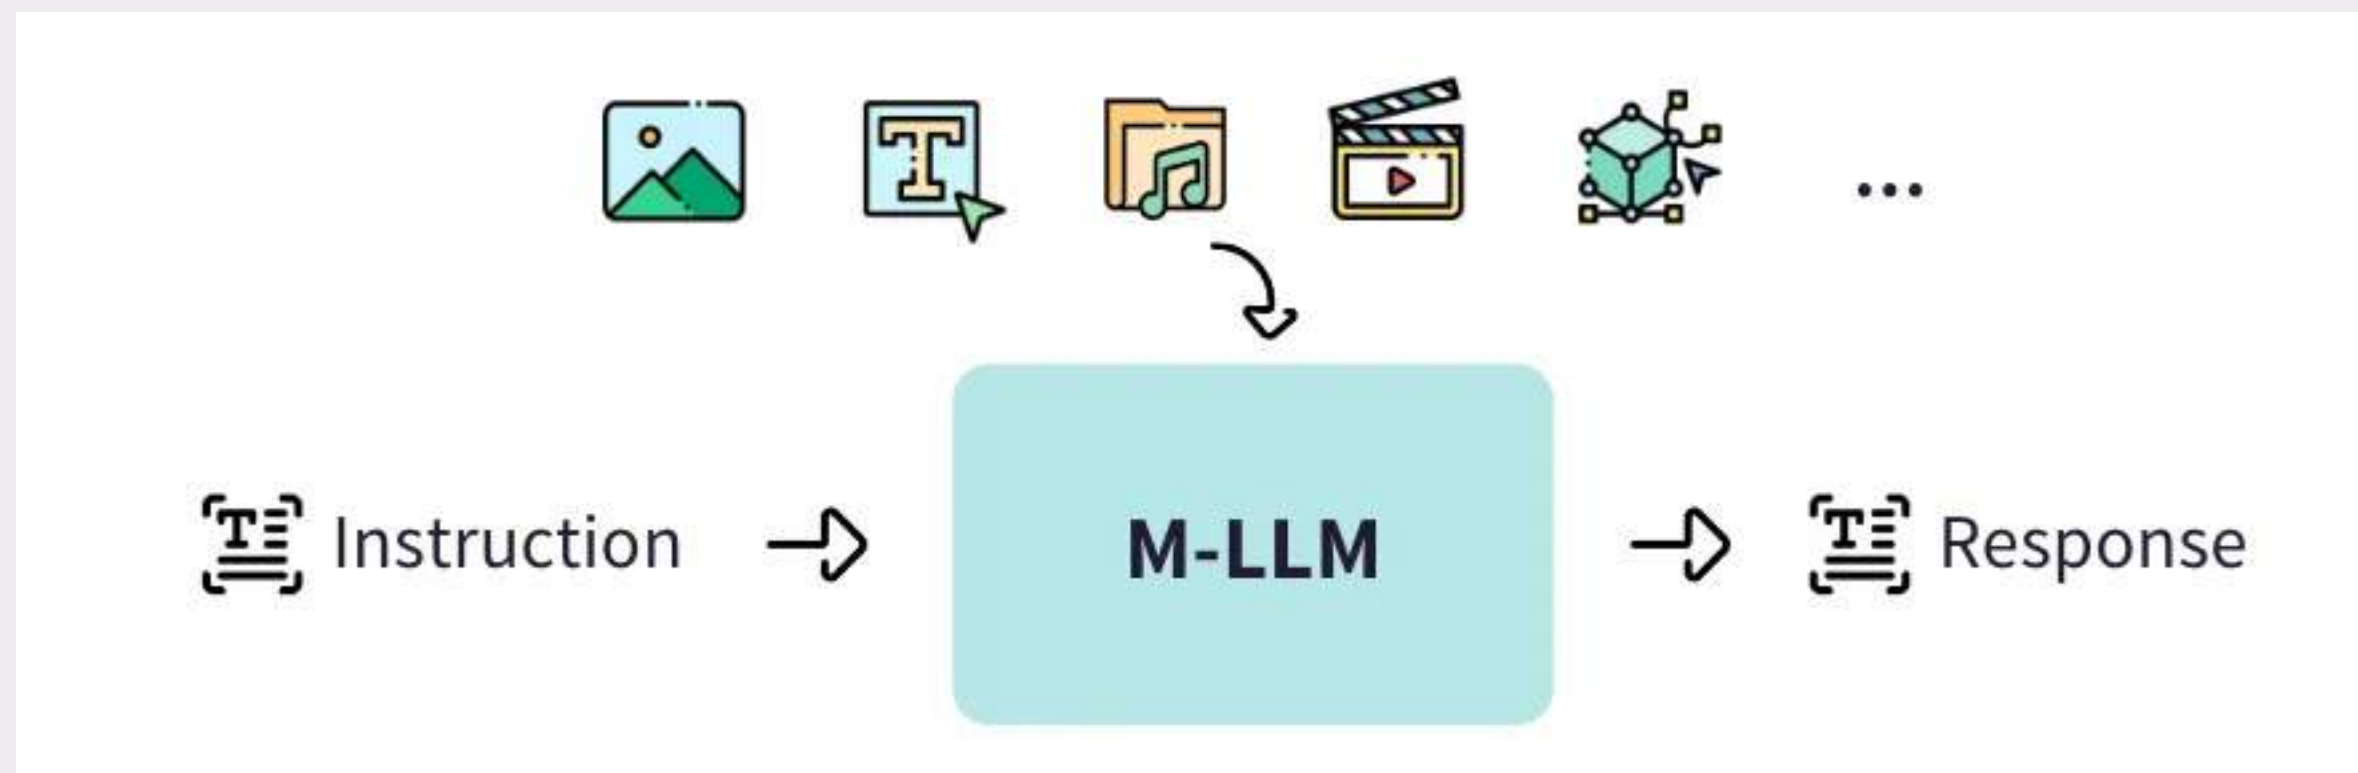 T
...
T Instruction
M-LLM
T Response